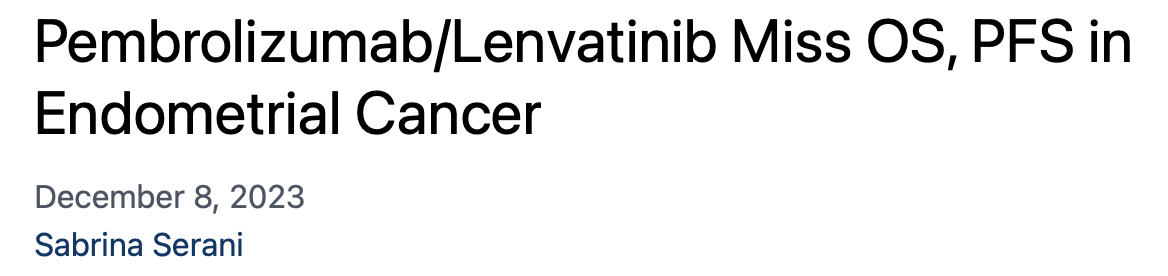 Pembrolizumab/Lenvatinib Miss OS, PFS in
Endometrial Cancer
December 8, 2023
Sabrina Serani